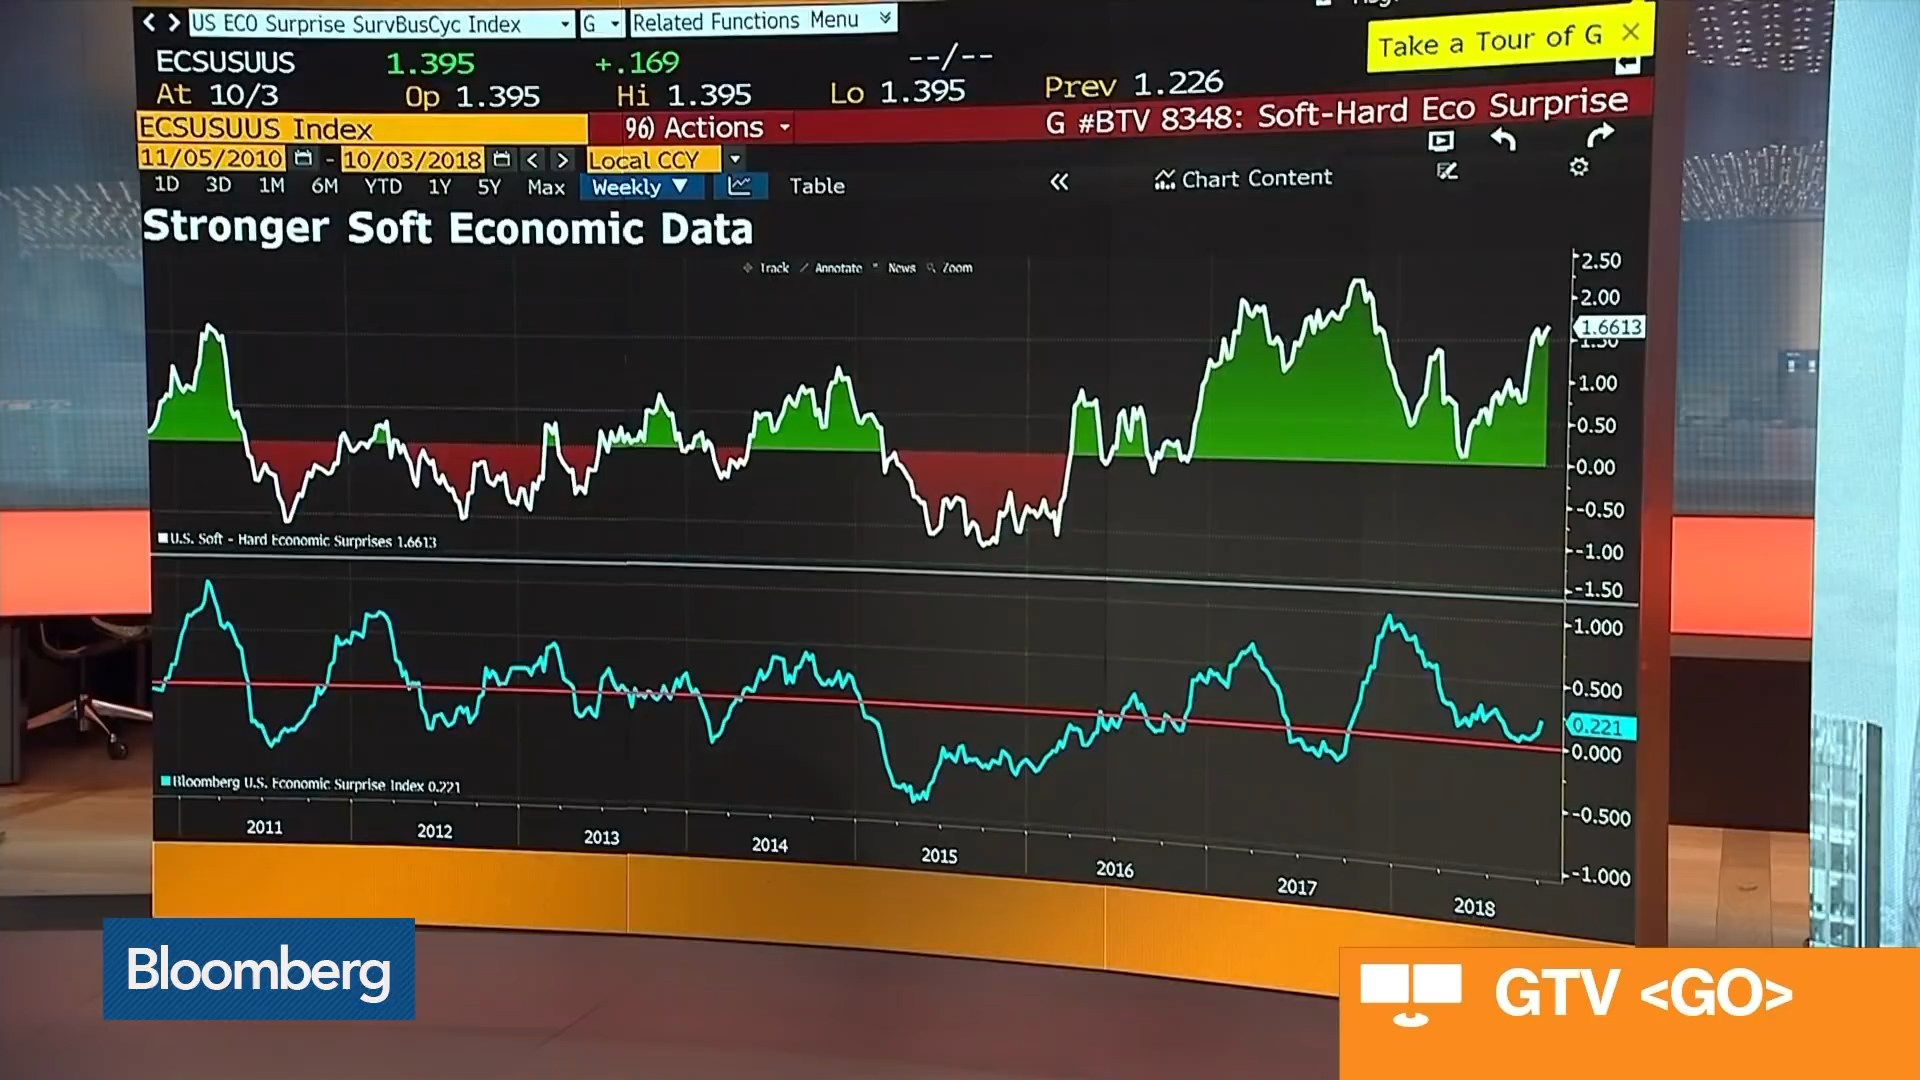 US ECO Surprise SurvBusCyc Index G Related Functions Menu
Take a Tour of G
ECSUSUUS 1.395 +.169 --/--
At 10/3 Op 1.395 Hi 1.395 Lo 1.395 Prev 1.226
ECSUSUUS Index 96) Actions G #BTV 8348: Soft-Hard Eco Surprise
11/05/2010 - 10/03/2018 Local CCY
1D 3D 1M 6M YTD 1Y 5Y Max Weekly Table Chart Content
Stronger Soft Economic Data
Track Annotate News Zoom
2.50
2.00
1.6613
1.50
1.00
0.50
0.00
-0.50
-1.00
-1.50
U.S. Soft - Hard Economic Surprises 1.6613
1.000
0.500
0.221
0.000
-0.500
-1.000
Bloomberg U.S. Economic Surprise Index 0.221
2011 2012 2013 2014 2015 2016 2017 2018
Bloomberg
GTV <GO>